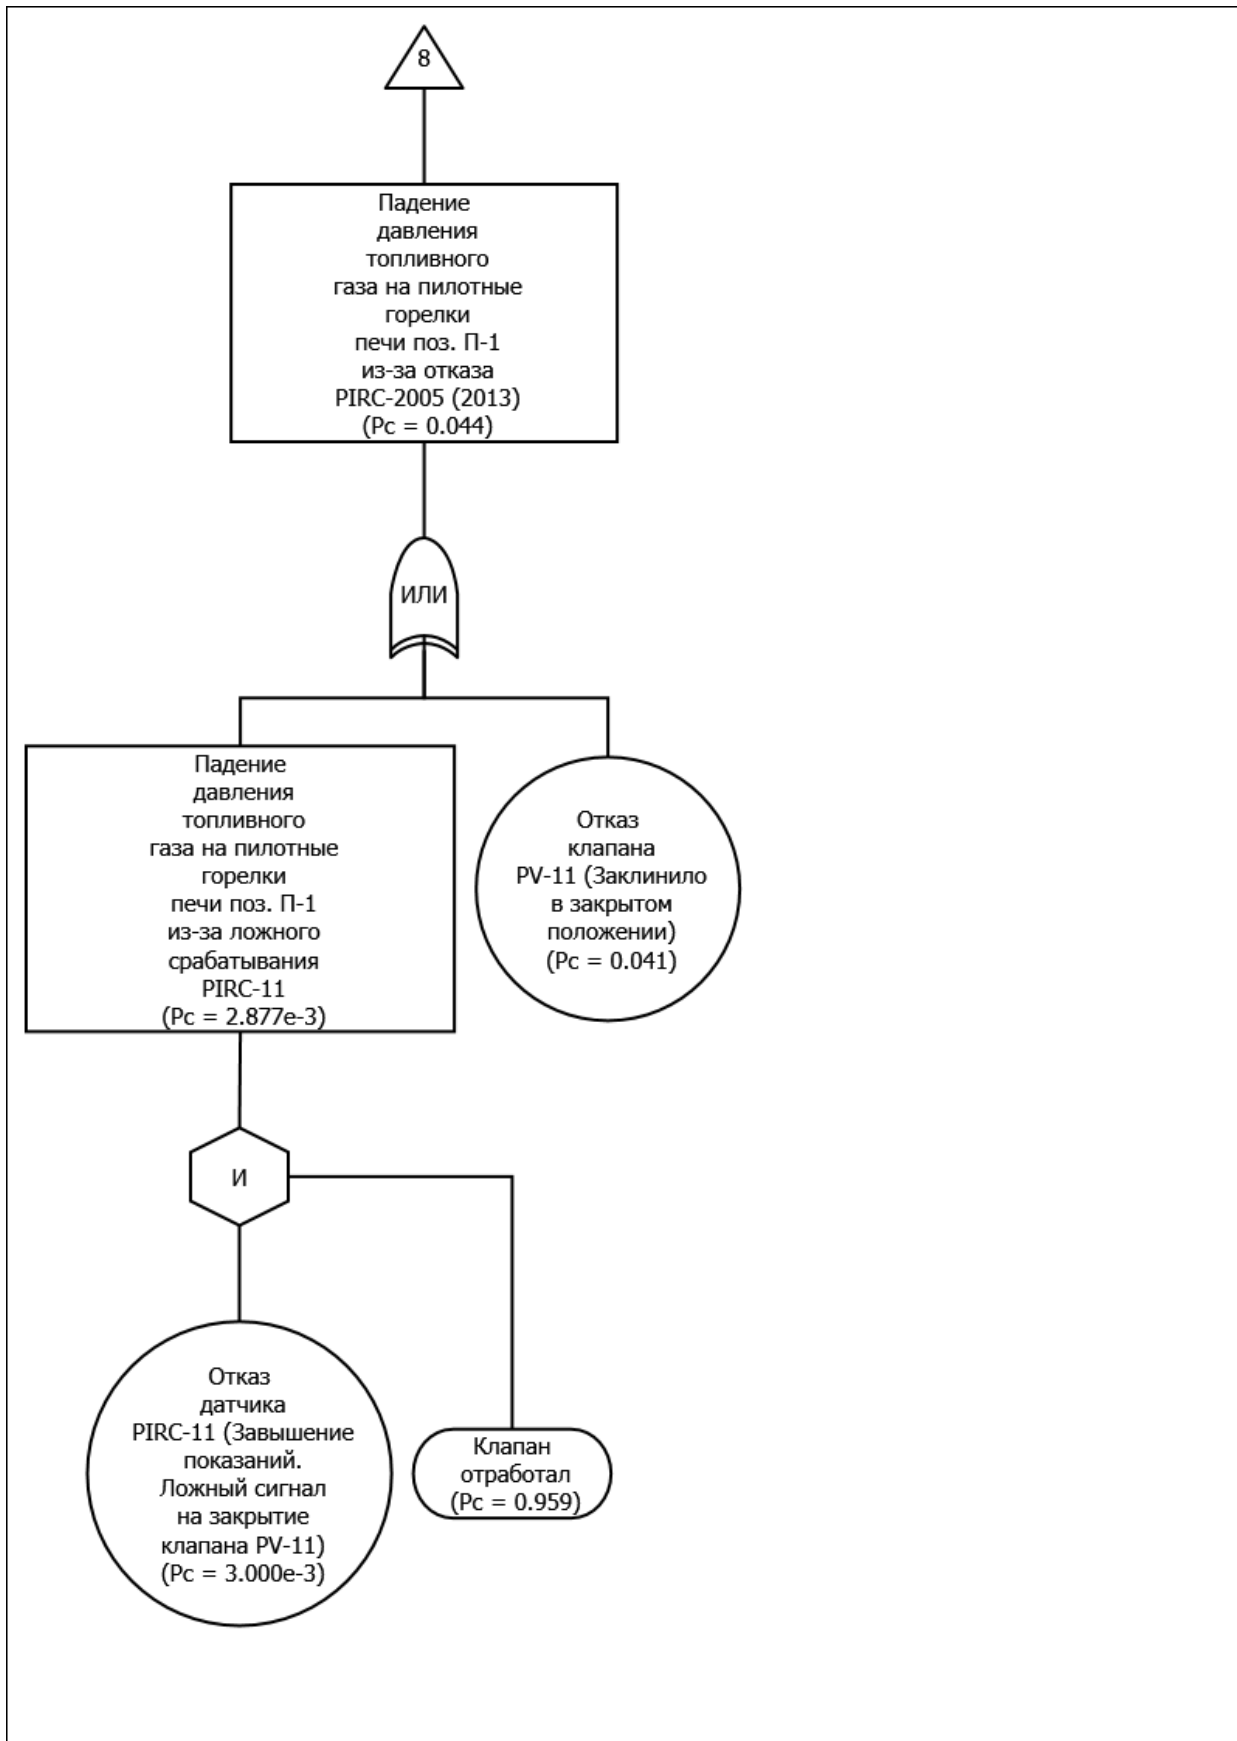 8
Падение
давления
топливного
газа на пилотные
горелки
печи поз. П-1
из-за отказа
PIRC-2005 (2013)
(Pc = 0.044)
ИЛИ
Падение
давления
топливного
газа на пилотные
горелки
печи поз. П-1
из-за ложного
срабатывания
PIRC-11
(Pc = 2.877e-3)
Отказ
клапана
PV-11 (Заклинило
в закрытом
положении)
(Pc = 0.041)
И
Отказ
датчика
PIRC-11 (Завышение
показаний.
Ложный сигнал
на закрытие
клапана PV-11)
(Pc = 3.000e-3)
Клапан
отработал
(Pc = 0.959)